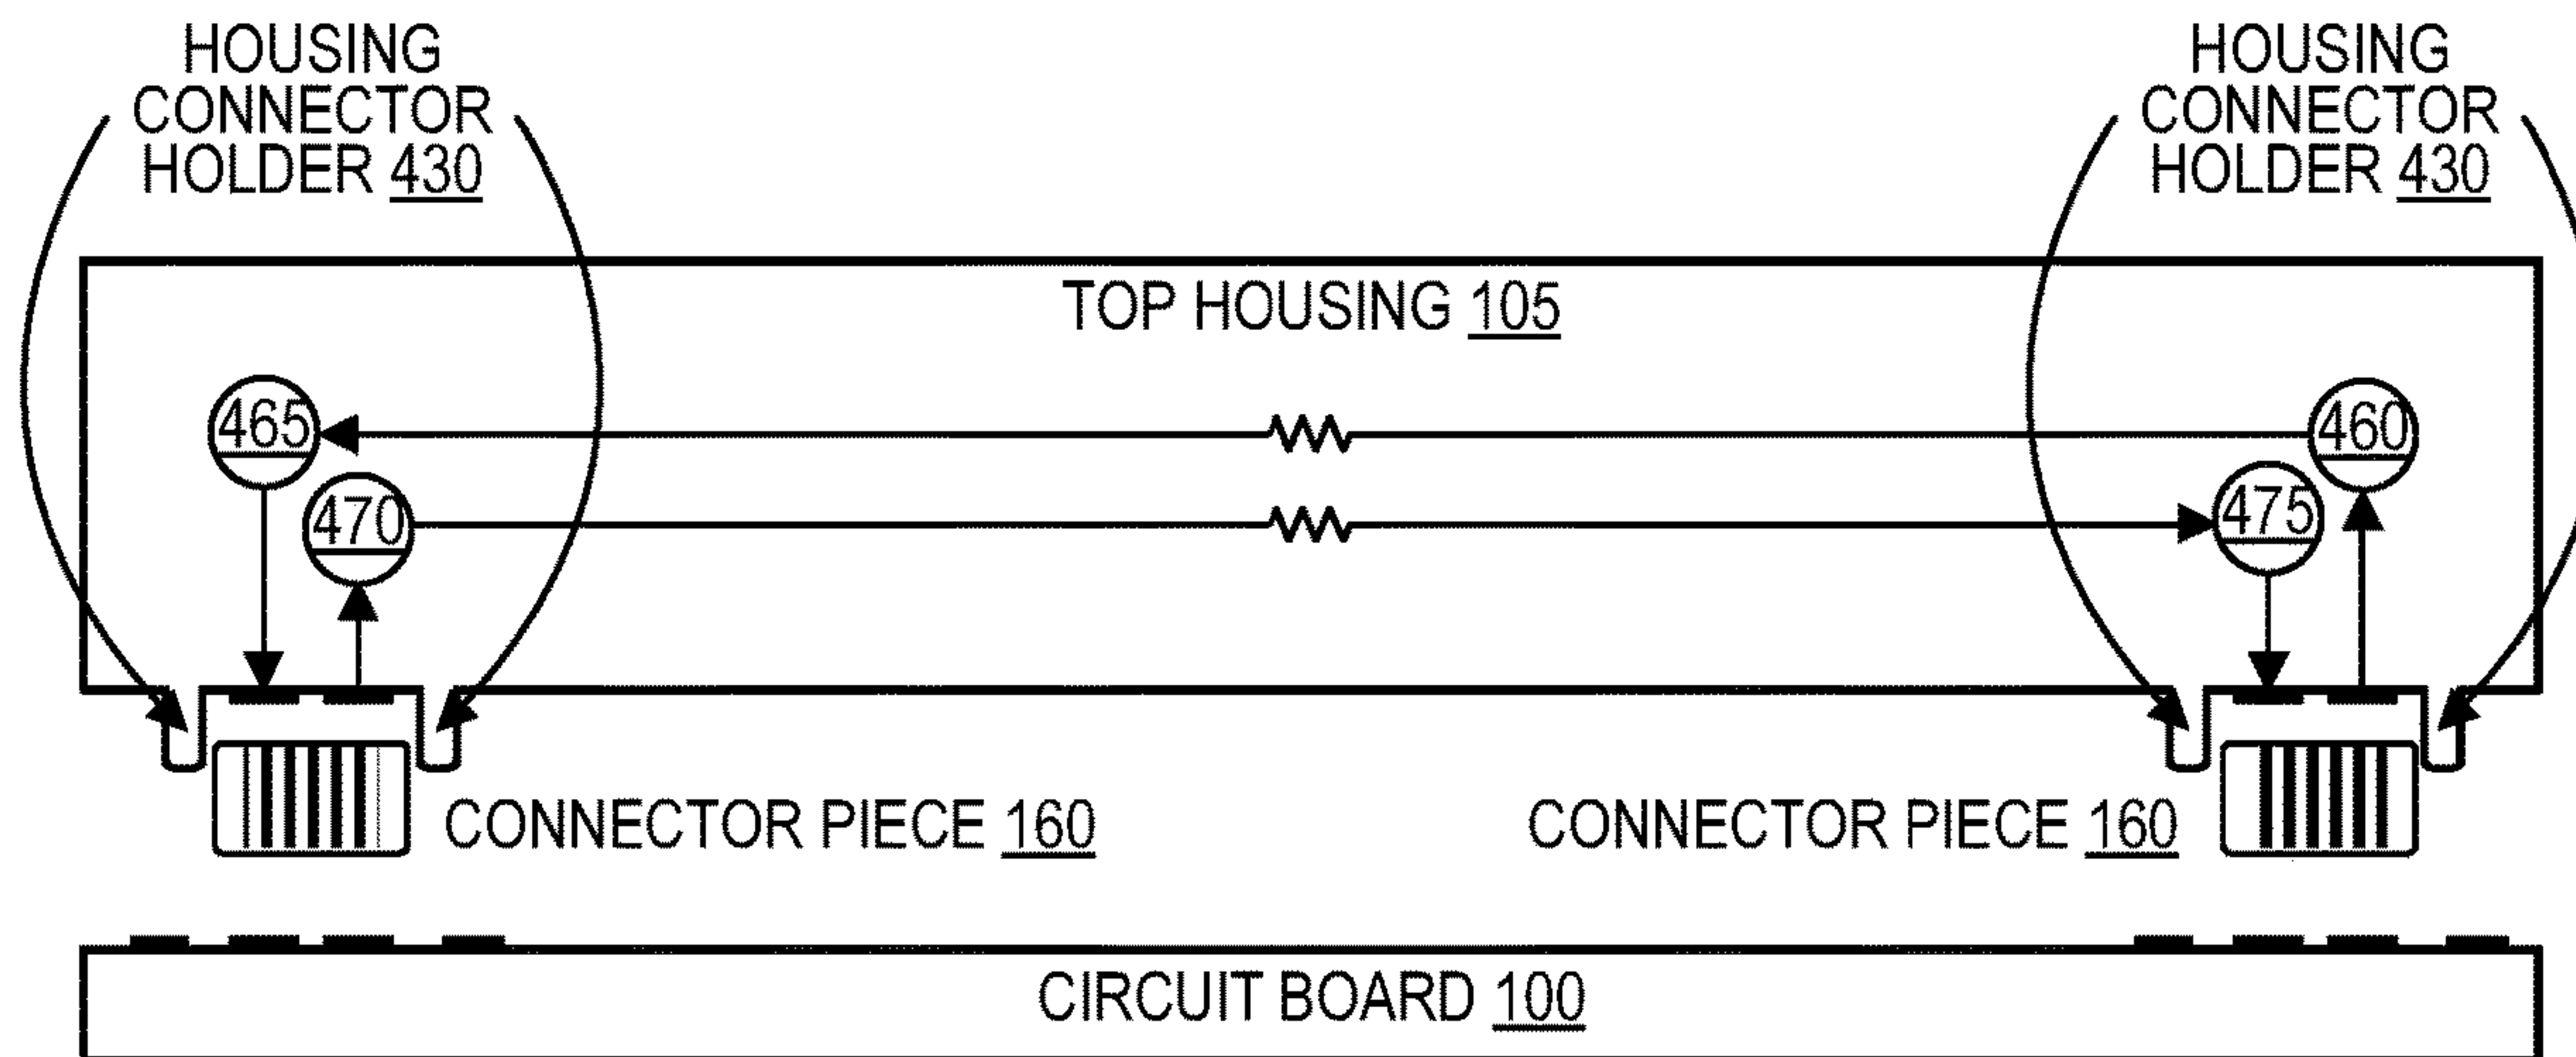 HOUSING
CONNECTOR
HOLDER 430
HOUSING
CONNECTOR
HOLDER 430
TOP HOUSING 105
465
460
470
475
CONNECTOR PIECE 160
CONNECTOR PIECE 160
CIRCUIT BOARD 100